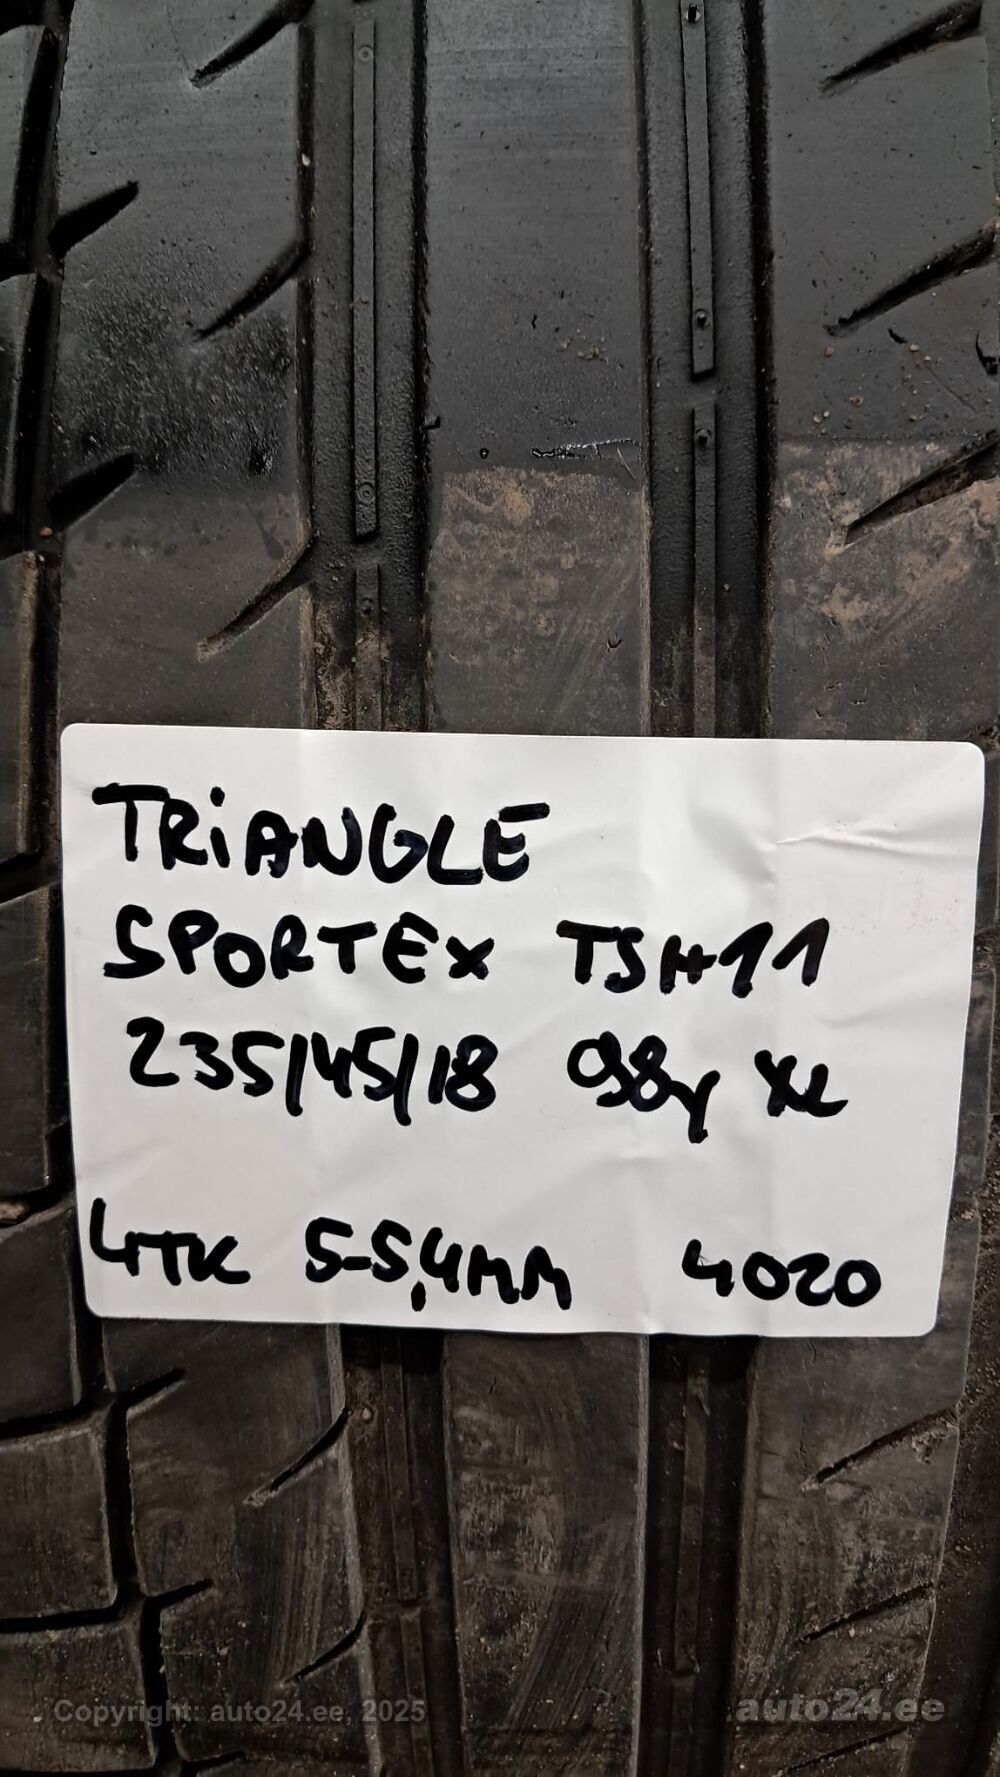 TRiANGLE
SPORTEX TSH11
235/45/18 98y XL
4TK 5-5,4MM 4020
Copyright: auto24.ee, 2025
auto24.ee